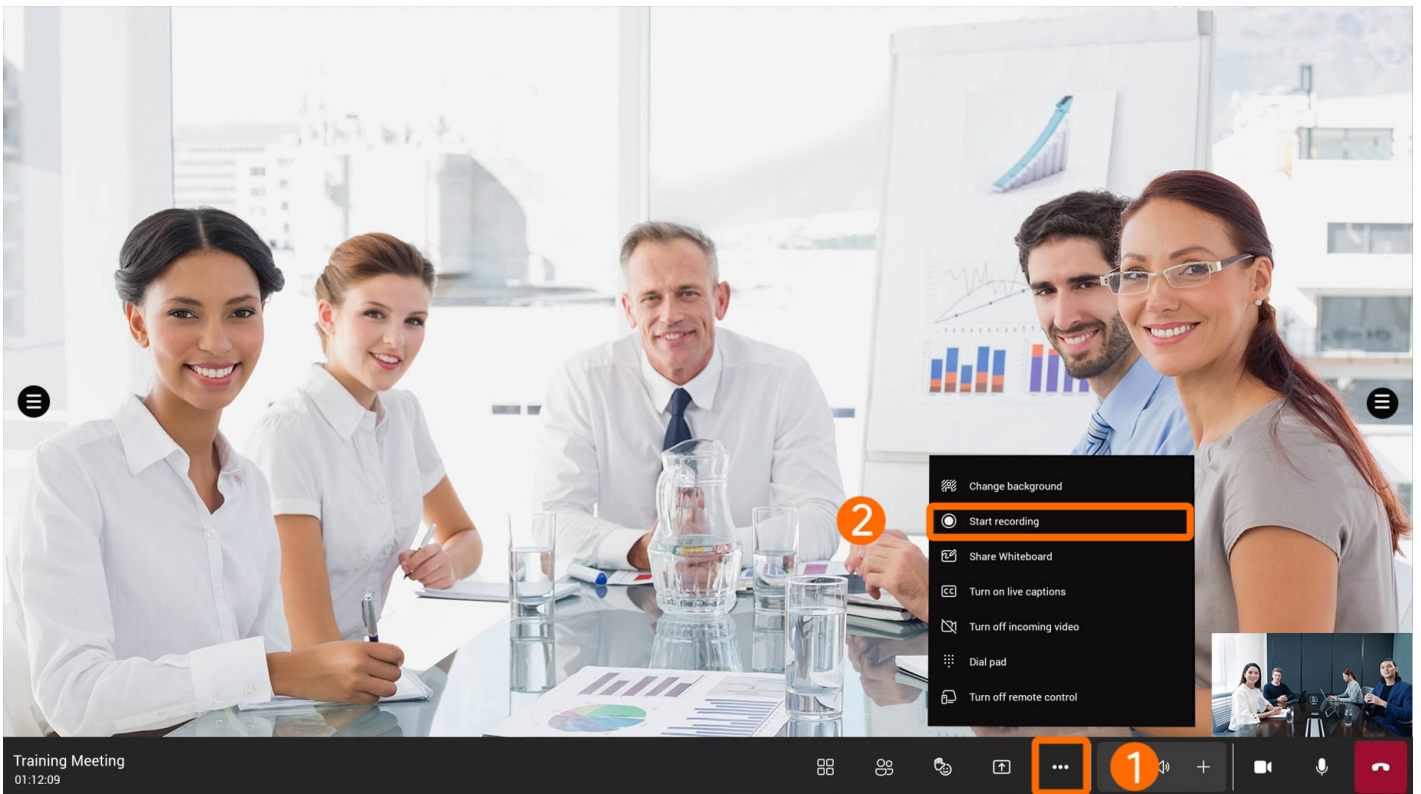 Change background
2
Start recording
Share Whiteboard
CC Turn on live captions
Turn off incoming video
Dial pad
Turn off remote control
Training Meeting
01:12:09
1